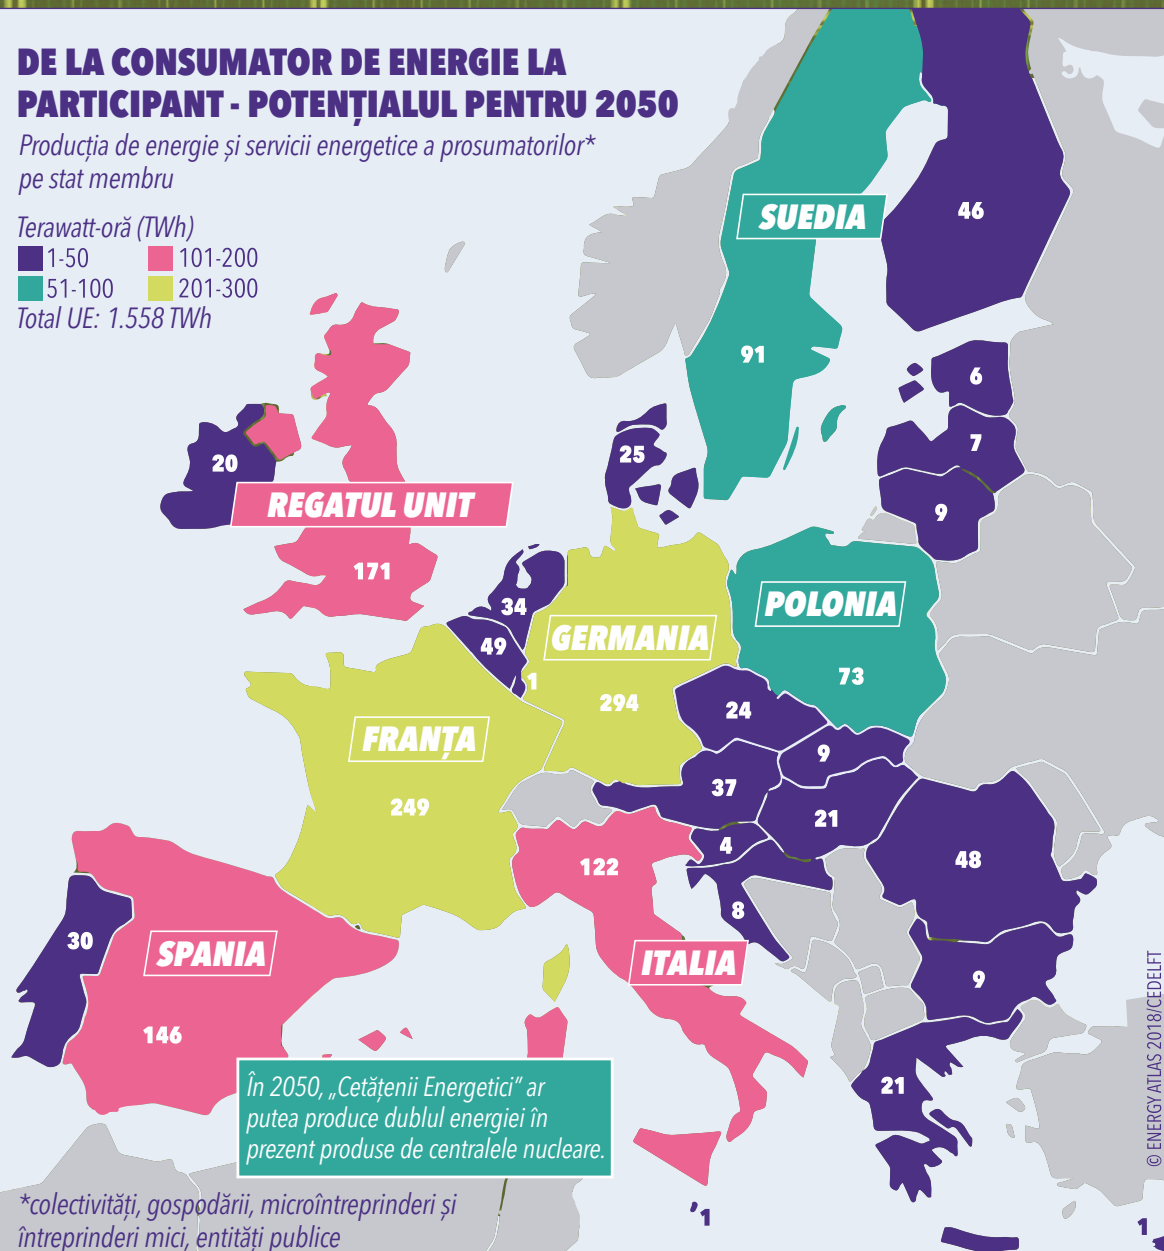 DE LA CONSUMATOR DE ENERGIE LA
PARTICIPANT - POTENȚIALUL PENTRU 2050
Producția de energie și servicii energetice a prosumatorilor*
pe stat membru
Terawatt-oră (TWh)
1-50
101-200
51-100
201-300
Total UE: 1.558 TWh
SUEDIA
46
91
6
7
9
25
20
REGATUL UNIT
171
34
49
1
GERMANIA
294
POLONIA
73
FRANȚA
249
24
9
37
21
4
8
48
122
ITALIA
9
21
30
SPANIA
146
În 2050, „Cetățenii Energetici” ar
putea produce dublul energiei în
prezent produse de centralele nucleare.
*colectivități, gospodării, microîntreprinderi și
întreprinderi mici, entități publice
1
1
© ENERGY ATLAS 2018/CEDELFT